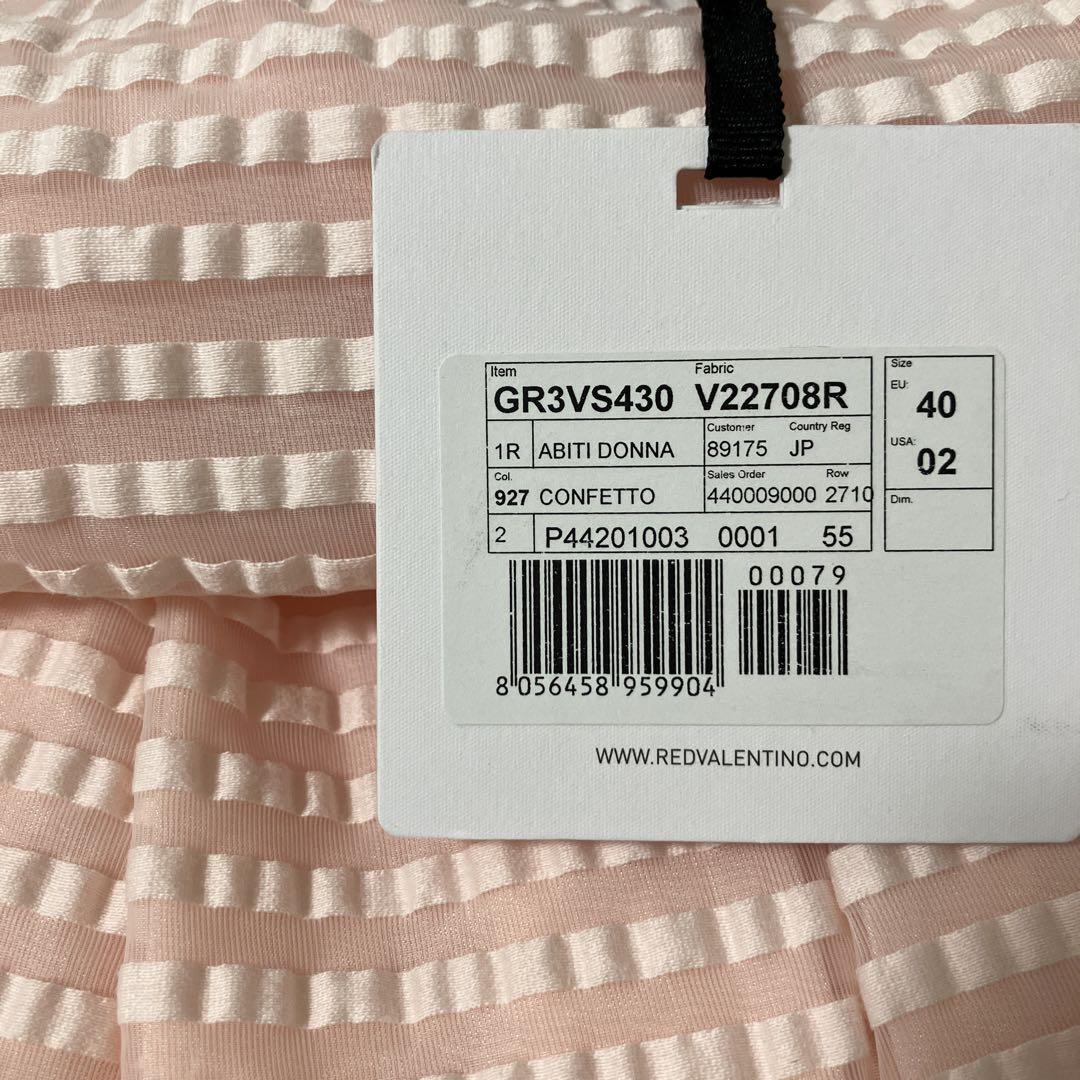 Item Fabric Size
GR3VS430 V22708R EU: 40
1R ABITI DONNA Customer 89175 Country Reg JP USA: 02
Col. 927 CONFETTO Sales Order 440009000 Row 2710 Dim.
2 P44201003 0001 55
00079
8 056458 959904
WWW.REDVALENTINO.COM